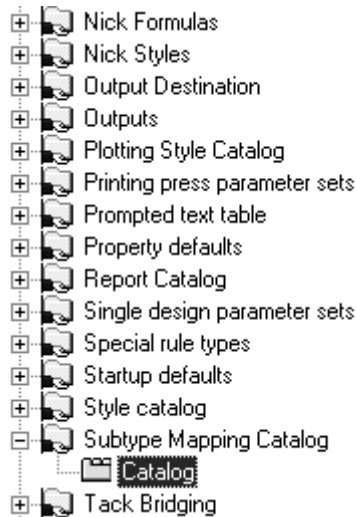 Nick Formulas
Nick Styles
Output Destination
Outputs
Plotting Style Catalog
Printing press parameter sets
Prompted text table
Property defaults
Report Catalog
Single design parameter sets
Special rule types
Startup defaults
Style catalog
Subtype Mapping Catalog
Catalog
Tack Bridging